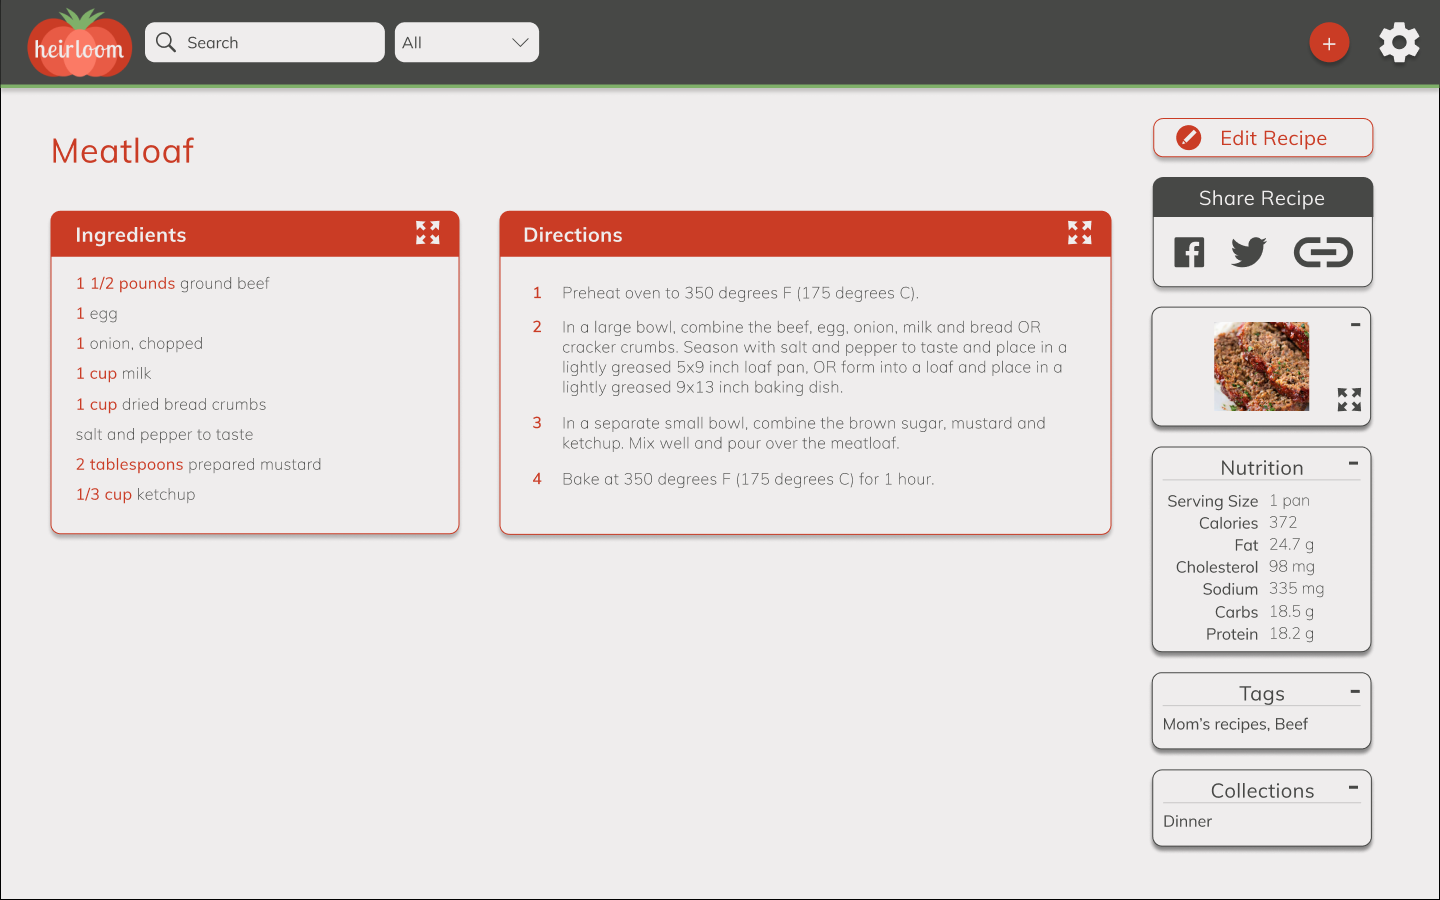 heirloom
Search
All
+
Meatloaf
Edit Recipe
Share Recipe
Ingredients
1 1/2 pounds ground beef
1 egg
1 onion, chopped
1 cup milk
1 cup dried bread crumbs
salt and pepper to taste
2 tablespoons prepared mustard
1/3 cup ketchup
Directions
1 Preheat oven to 350 degrees F (175 degrees C).
2 In a large bowl, combine the beef, egg, onion, milk and bread OR
cracker crumbs. Season with salt and pepper to taste and place in a
lightly greased 5x9 inch loaf pan, OR form into a loaf and place in a
lightly greased 9x13 inch baking dish.
3 In a separate small bowl, combine the brown sugar, mustard and
ketchup. Mix well and pour over the meatloaf.
4 Bake at 350 degrees F (175 degrees C) for 1 hour.
Nutrition
Serving Size 1 pan
Calories 372
Fat 24.7 g
Cholesterol 98 mg
Sodium 335 mg
Carbs 18.5 g
Protein 18.2 g
Tags
Mom's recipes, Beef
Collections
Dinner